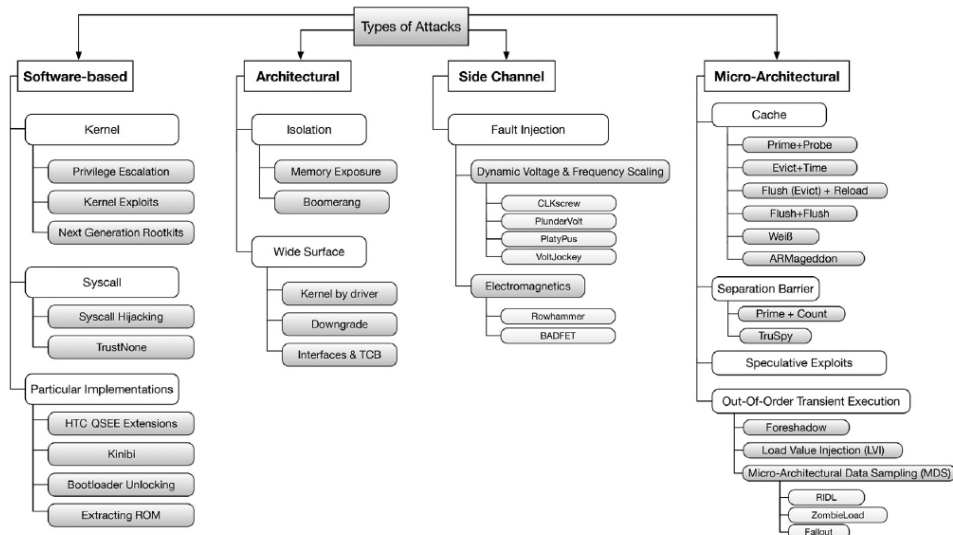 Types of Attacks
Software-based
Kernel
Privilege Escalation
Kernel Exploits
Next Generation Rootkits
Syscall
Syscall Hijacking
TrustNone
Particular Implementations
HTC QSEE Extensions
Kinibi
Bootloader Unlocking
Extracting ROM
Architectural
Isolation
Memory Exposure
Boomerang
Wide Surface
Kernel by driver
Downgrade
Interfaces & TCB
Side Channel
Fault Injection
Dynamic Voltage & Frequency Scaling
CLKscrew
PlunderVolt
PlatyPus
VoltJockey
Electromagnetics
Rowhammer
BADFET
Micro-Architectural
Cache
Prime+Probe
Evict+Time
Flush (Evict) + Reload
Flush+Flush
Weiß
ARMageddon
Separation Barrier
Prime + Count
TruSpy
Speculative Exploits
Out-Of-Order Transient Execution
Foreshadow
Load Value Injection (LVI)
Micro-Architectural Data Sampling (MDS)
RIDL
ZombieLoad
Fallout